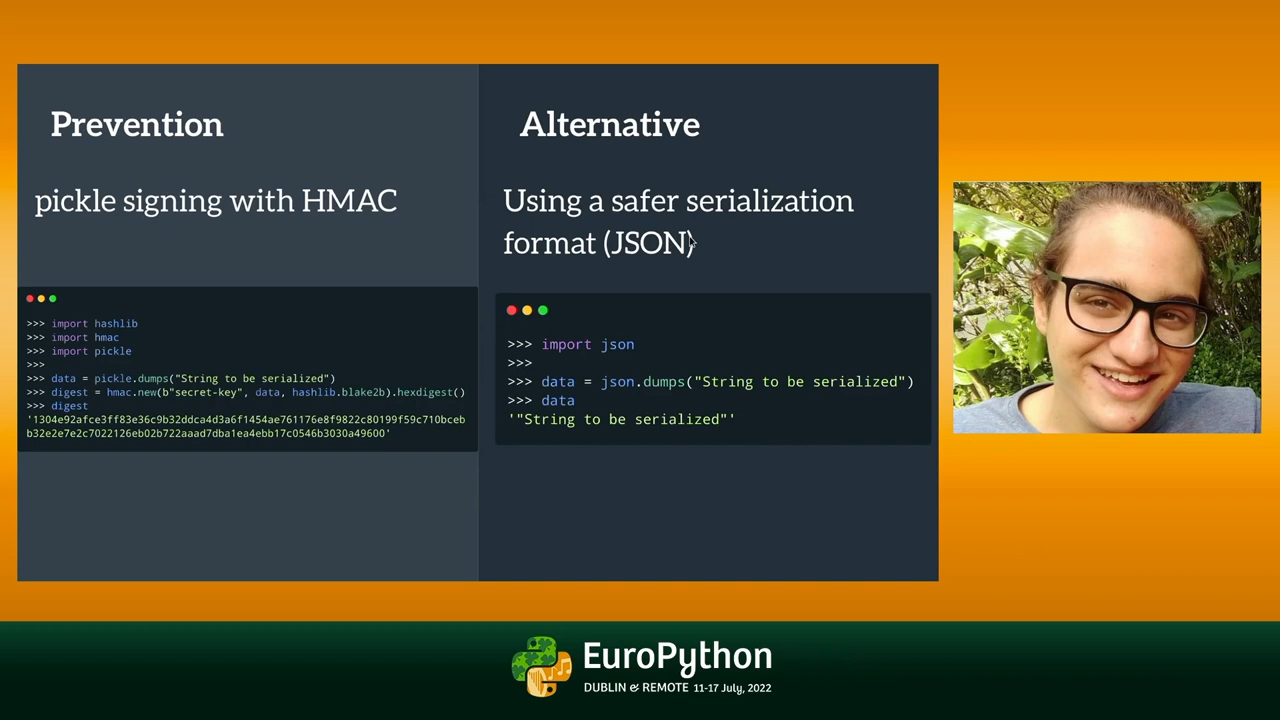 Prevention
pickle signing with HMAC
>>> import hashlib
>>> import hmac
>>> import pickle
>>>
>>> data = pickle.dumps("String to be serialized")
>>> digest = hmac.new(b"secret-key", data, hashlib.blake2b).hexdigest()
>>> digest
'1304e92afce3ff83e36c9b32ddca4d3a6f1454ae761176e8f9822c80199f59c710bceb
b32e2e7e2c7022126eb02b722aaad7dba1ea4ebb17c0546b3030a49600'
Alternative
Using a safer serialization
format (JSON)
>>> import json
>>>
>>> data = json.dumps("String to be serialized")
>>> data
'"String to be serialized"'
EuroPython
DUBLIN & REMOTE 11-17 July, 2022